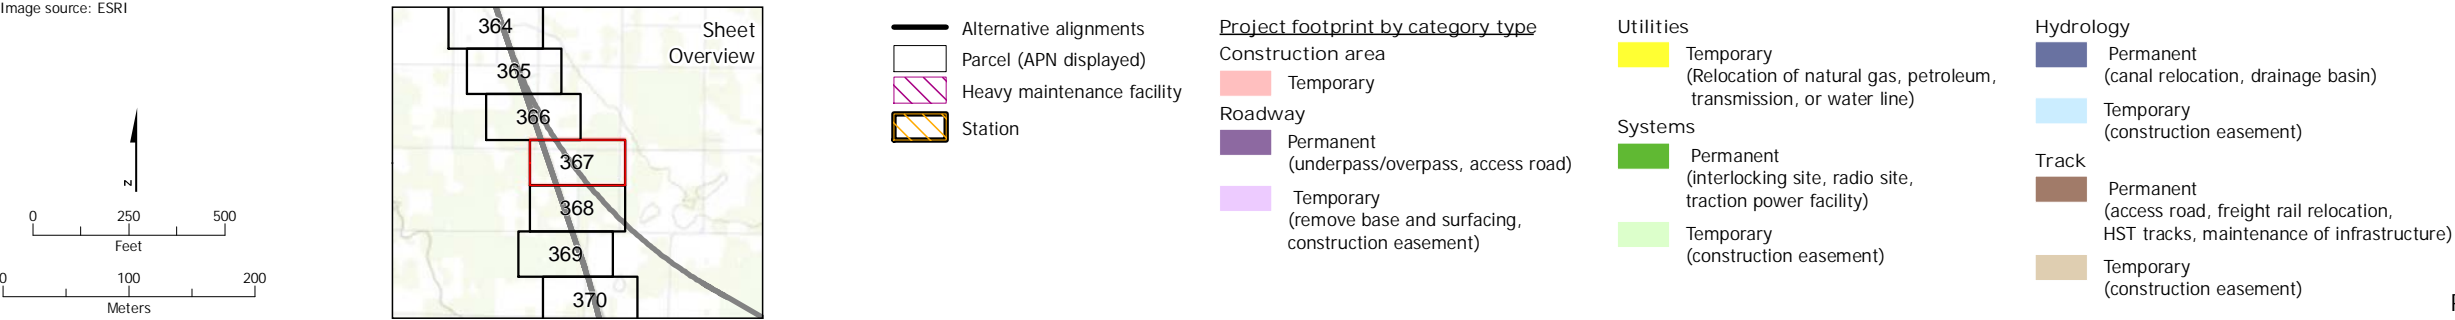 Image source: ESRI
N
0 250 500
Feet
0 100 200
Meters
Sheet
Overview
364
365
366
367
368
369
370
Alternative alignments
Parcel (APN displayed)
Heavy maintenance facility
Station
Project footprint by category type
Construction area
Temporary
Roadway
Permanent
(underpass/overpass, access road)
Temporary
(remove base and surfacing,
construction easement)
Utilities
Temporary
(Relocation of natural gas, petroleum,
transmission, or water line)
Systems
Permanent
(interlocking site, radio site,
traction power facility)
Temporary
(construction easement)
Hydrology
Permanent
(canal relocation, drainage basin)
Temporary
(construction easement)
Track
Permanent
(access road, freight rail relocation,
HST tracks, maintenance of infrastructure)
Temporary
(construction easement)